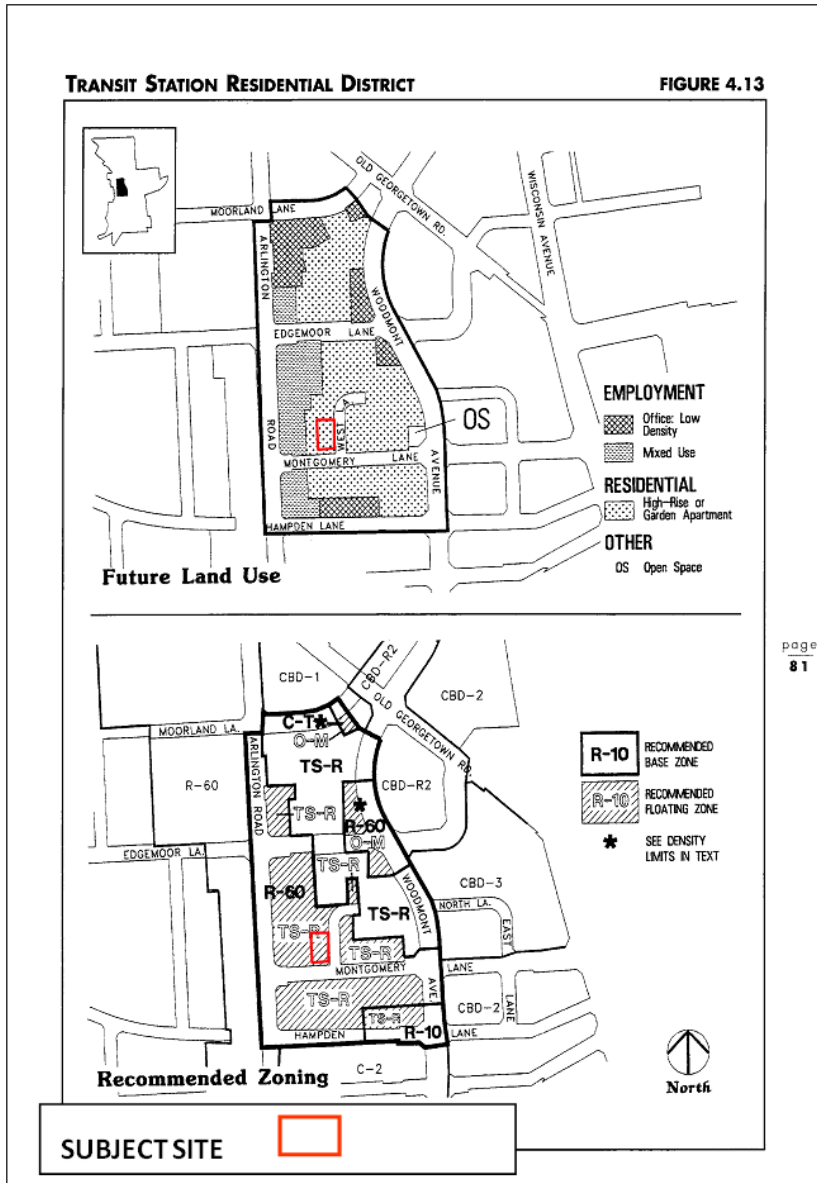 TRANSIT STATION RESIDENTIAL DISTRICT
FIGURE 4.13
OLD GEORGETOWN RD.
WISCONSIN AVENUE
MOORLAND LANE
ARLINGTON
WOODMONT
EDGEMOOR LANE
ROAD
WEST LA.
OS
MONTGOMERY LANE
AVENUE
HAMPDEN LANE
EMPLOYMENT
Office: Low
Density
Mixed Use
RESIDENTIAL
High-Rise or
Garden Apartment
OTHER
OS Open Space
Future Land Use
page
81
CBD-1
CBD-R2
CBD-2
C-T*
O-M
OLD GEORGETOWN RD.
MOORLAND LA.
TS-R
ARLINGTON ROAD
R-60
CBD-R2
TS-R
*
R-60
O-M
EDGEMOOR LA.
TS-R
R-60
WOODMONT
CBD-3
TS-R
NORTH LA.
EAST
TS-R
TS-R
MONTGOMERY LANE
AVE.
LANE
TS-R
CBD-2
TS-R
HAMPDEN LANE
R-10
C-2
R-10
RECOMMENDED
BASE ZONE
R-10
RECOMMENDED
FLOATING ZONE
*
SEE DENSITY
LIMITS IN TEXT
Recommended Zoning
North
SUBJECT SITE